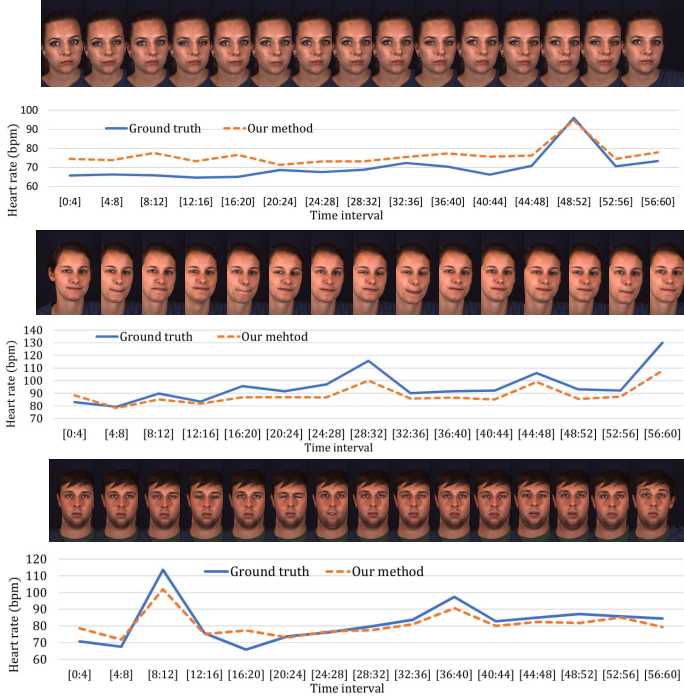 100
Ground truth
Our method
90
80
70
60
Heart rate (bpm)
[0:4] [4:8] [8:12] [12:16] [16:20] [20:24] [24:28] [28:32] [32:36] [36:40] [40:44] [44:48] [48:52] [52:56] [56:60]
Time interval
140
Ground truth
Our mehtod
130
120
110
100
90
80
70
Heart rate (bpm)
[0:4] [4:8] [8:12] [12:16] [16:20] [20:24] [24:28] [28:32] [32:36] [36:40] [40:44] [44:48] [48:52] [52:56] [56:60]
Time interval
120
Ground truth
Our method
110
100
90
80
70
60
Heart rate (bpm)
[0:4] [4:8] [8:12] [12:16] [16:20] [20:24] [24:28] [28:32] [32:36] [36:40] [40:44] [44:48] [48:52] [52:56] [56:60]
Time interval